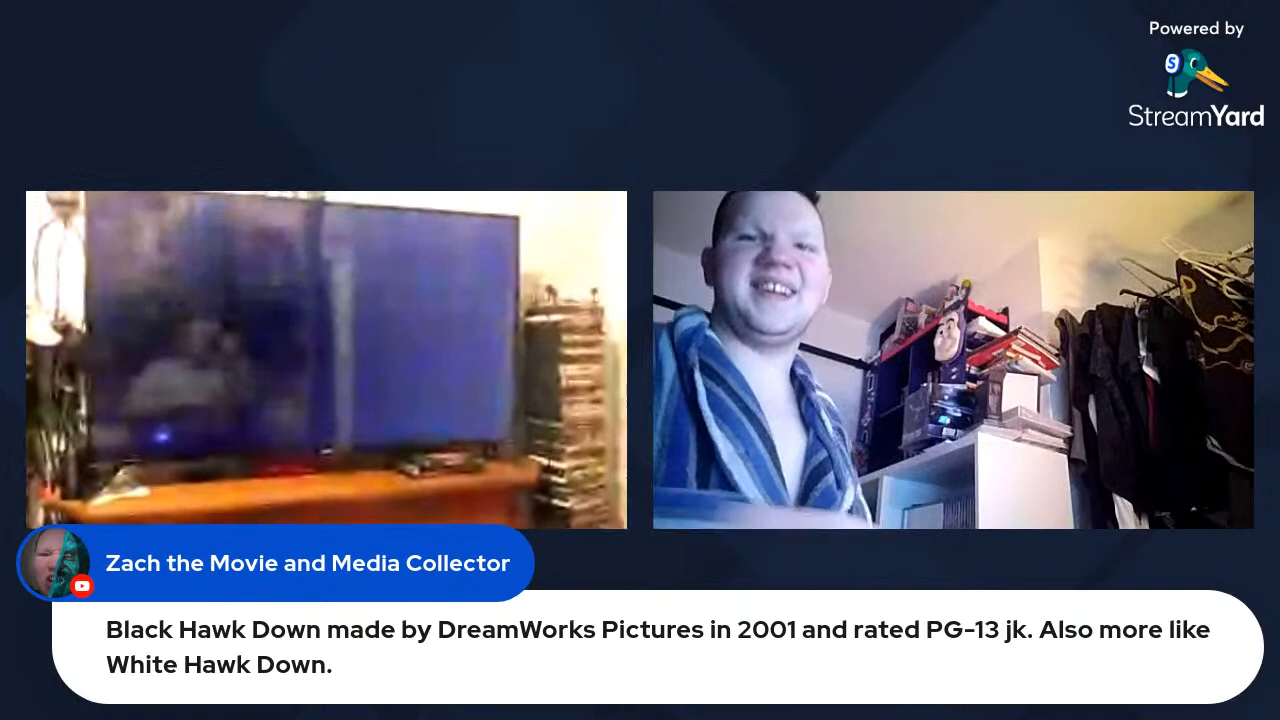 Powered by
S
StreamYard
Zach the Movie and Media Collector
Black Hawk Down made by DreamWorks Pictures in 2001 and rated PG-13 jk. Also more like
White Hawk Down.